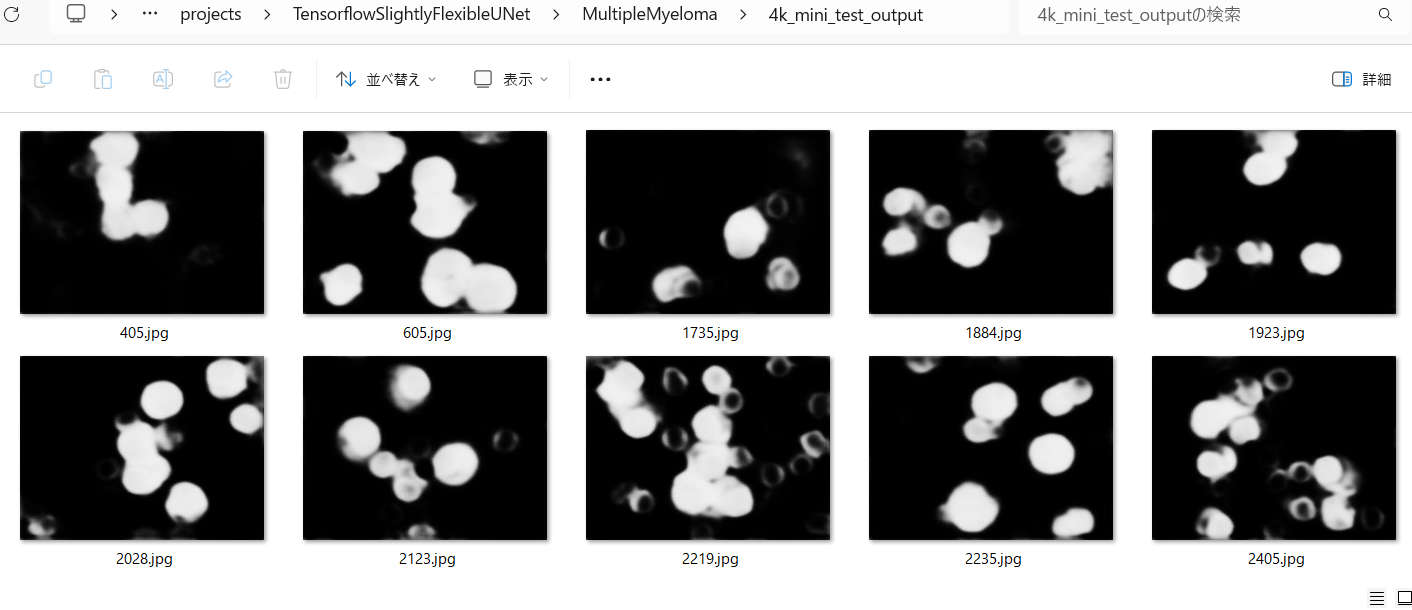 projects > TensorflowSlightlyFlexibleUNet > MultipleMyeloma > 4k_mini_test_output
4k_mini_test_outputの検索
並べ替え
表示
詳細
405.jpg
605.jpg
1735.jpg
1884.jpg
1923.jpg
2028.jpg
2123.jpg
2219.jpg
2235.jpg
2405.jpg